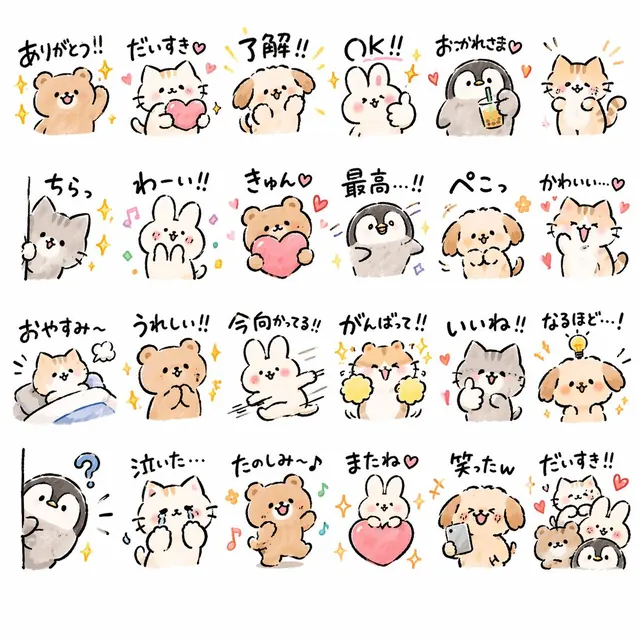 ありがとう!!
だいすき♡
了解!!
OK!!
おつかれさま♡
ちらっ
わーい!!
きゅん♡
最高…!!
ぺこっ
かわいい…♡
おやすみ〜
うれしい!!
今向かってる!!
がんばって!!
いいね!!
なるほど…!
?
泣いた…
たのしみ〜♪
またね♡
笑ったw
だいすき!!